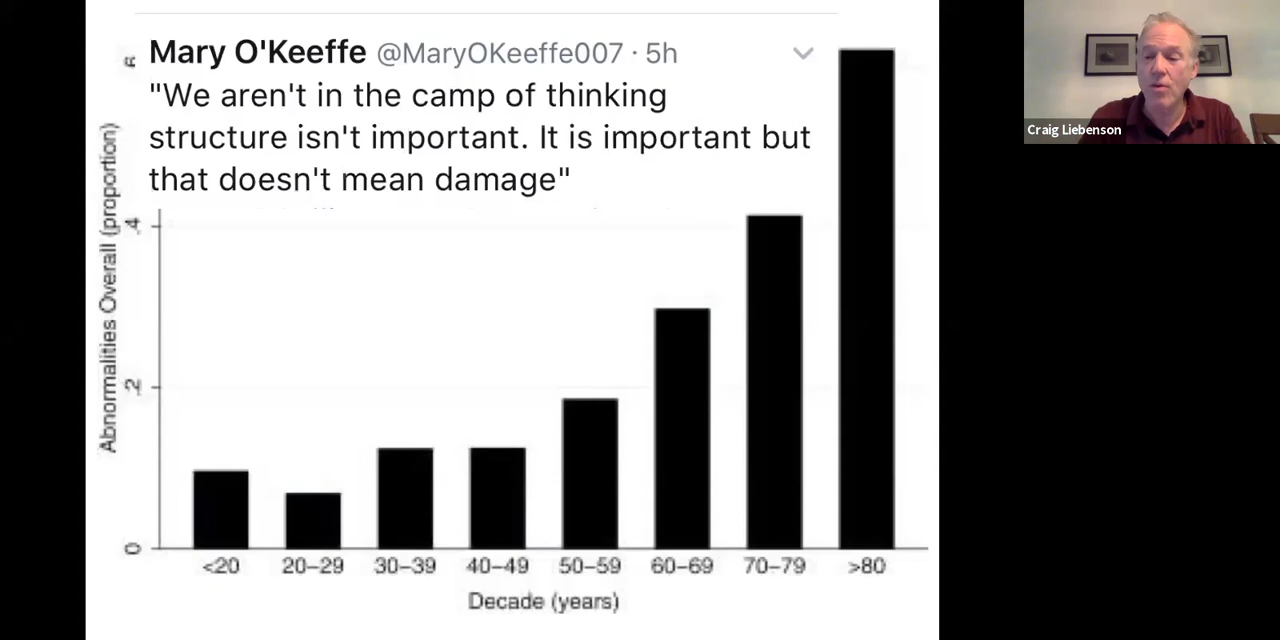 Mary O'Keeffe @MaryOKeeffe007 · 5h
"We aren't in the camp of thinking
structure isn't important. It is important but
that doesn't mean damage"
Craig Liebenson
Abnormalities Overall (proportion)
.4
.2
0
<20 20–29 30–39 40–49 50–59 60–69 70–79 >80
Decade (years)